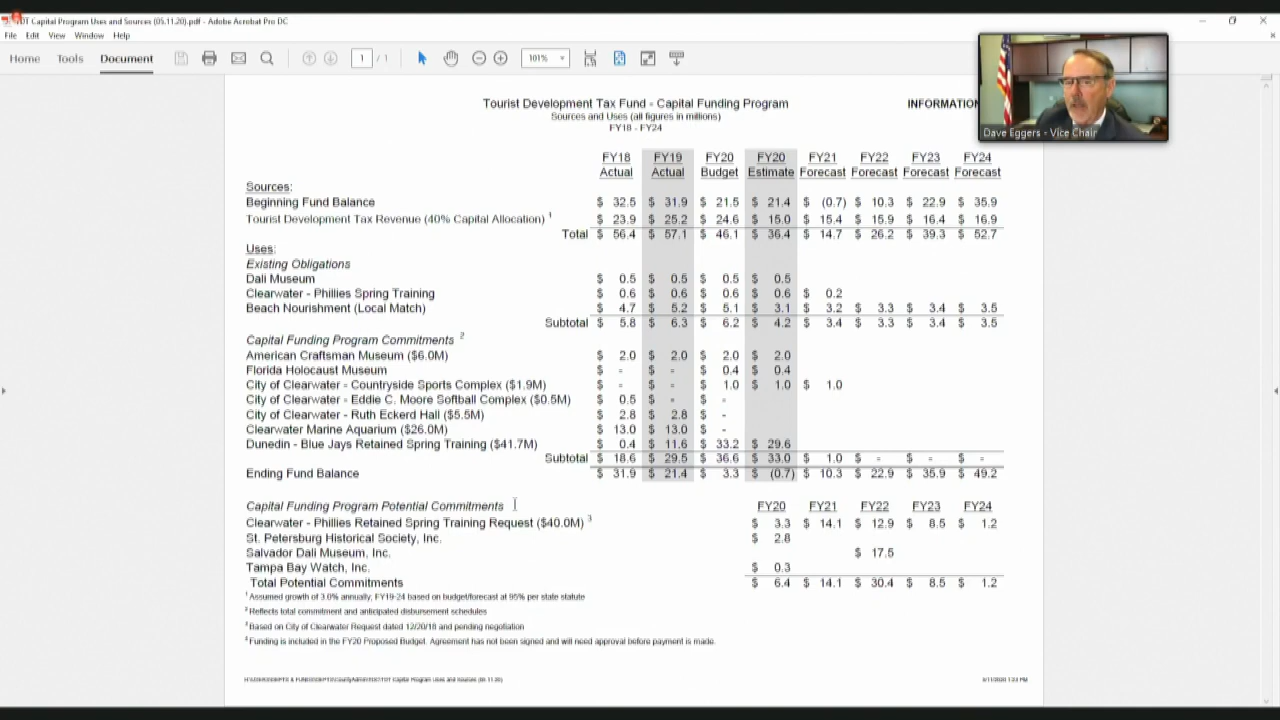 TDT Capital Program Uses and Sources (05.11.20).pdf - Adobe Acrobat Pro DC
File Edit View Window Help
Home Tools Document 1 / 1 101%
Tourist Development Tax Fund - Capital Funding Program INFORMATION
Sources and Uses (all figures in millions)
FY18 - FY24
Dave Eggers - Vice Chair
FY18 FY19 FY20 FY20 FY21 FY22 FY23 FY24
Actual Actual Budget Estimate Forecast Forecast Forecast Forecast
Sources:
Beginning Fund Balance $ 32.5 $ 31.9 $ 21.5 $ 21.4 $ (0.7) $ 10.3 $ 22.9 $ 35.9
Tourist Development Tax Revenue (40% Capital Allocation) 1 $ 23.9 $ 25.2 $ 24.6 $ 15.0 $ 15.4 $ 15.9 $ 16.4 $ 16.9
Total $ 56.4 $ 57.1 $ 46.1 $ 36.4 $ 14.7 $ 26.2 $ 39.3 $ 52.7
Uses:
Existing Obligations
Dali Museum $ 0.5 $ 0.5 $ 0.5 $ 0.5
Clearwater - Phillies Spring Training $ 0.6 $ 0.6 $ 0.6 $ 0.6 $ 0.2
Beach Nourishment (Local Match) $ 4.7 $ 5.2 $ 5.1 $ 3.1 $ 3.2 $ 3.3 $ 3.4 $ 3.5
Subtotal $ 5.8 $ 6.3 $ 6.2 $ 4.2 $ 3.4 $ 3.3 $ 3.4 $ 3.5
Capital Funding Program Commitments 2
American Craftsman Museum ($6.0M) $ 2.0 $ 2.0 $ 2.0 $ 2.0
Florida Holocaust Museum $ - $ - $ 0.4 $ 0.4
City of Clearwater - Countryside Sports Complex ($1.9M) $ - $ - $ 1.0 $ 1.0 $ 1.0
City of Clearwater - Eddie C. Moore Softball Complex ($0.5M) $ 0.5 $ - $ -
City of Clearwater - Ruth Eckerd Hall ($5.5M) $ 2.8 $ 2.8 $ -
Clearwater Marine Aquarium ($26.0M) $ 13.0 $ 13.0 $ -
Dunedin - Blue Jays Retained Spring Training ($41.7M) $ 0.4 $ 11.6 $ 33.2 $ 29.6
Subtotal $ 18.6 $ 29.5 $ 36.6 $ 33.0 $ 1.0 $ - $ - $ -
Ending Fund Balance $ 31.9 $ 21.4 $ 3.3 $ (0.7) $ 10.3 $ 22.9 $ 35.9 $ 49.2
Capital Funding Program Potential Commitments FY20 FY21 FY22 FY23 FY24
Clearwater - Phillies Retained Spring Training Request ($40.0M) 3 $ 3.3 $ 14.1 $ 12.9 $ 8.5 $ 1.2
St. Petersburg Historical Society, Inc. $ 2.8
Salvador Dali Museum, Inc. $ 17.5
Tampa Bay Watch, Inc. $ 0.3
Total Potential Commitments $ 6.4 $ 14.1 $ 30.4 $ 8.5 $ 1.2
1 Assumed growth of 3.0% annually, FY19-24 based on budget/forecast at 95% per state statute
2 Reflects total commitment and anticipated disbursement schedules
3 Based on City of Clearwater Request dated 12/20/18 and pending negotiation
Funding is included in the FY20 Proposed Budget. Agreement has not been signed and will need approval before payment is made.
Capital Program Uses and Sources (05.11.20)
5/11/2020 1:23 PM